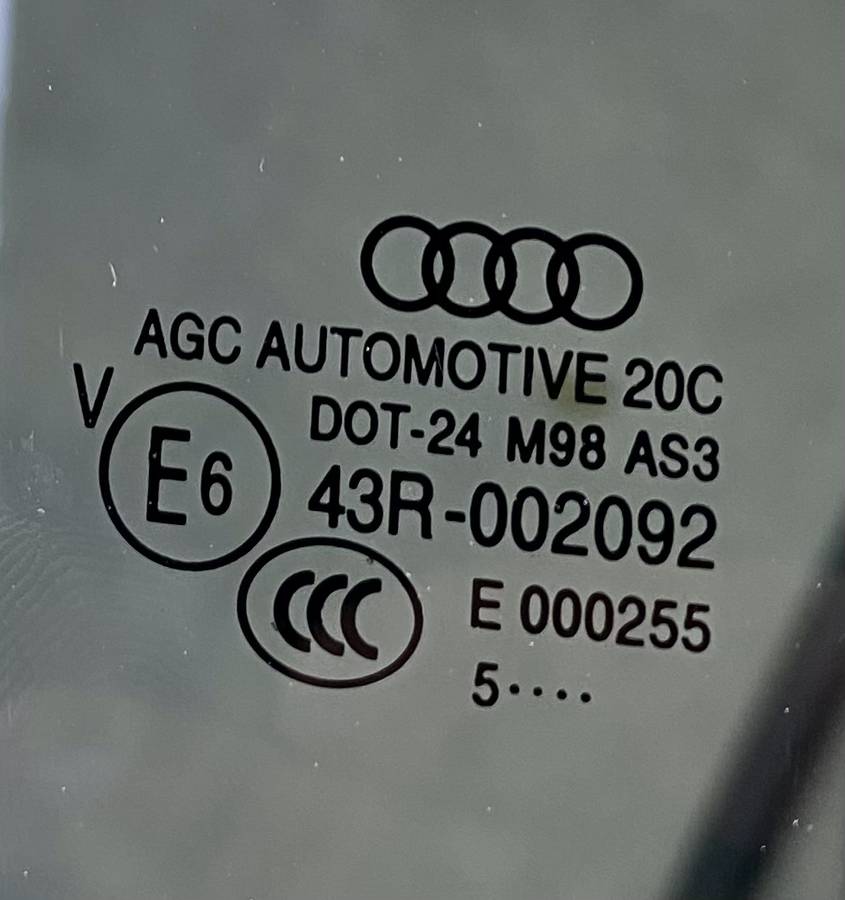 AGC AUTOMOTIVE 20C
V
E6
DOT-24 M98 AS3
43R-002092
CCC
E 000255
5····